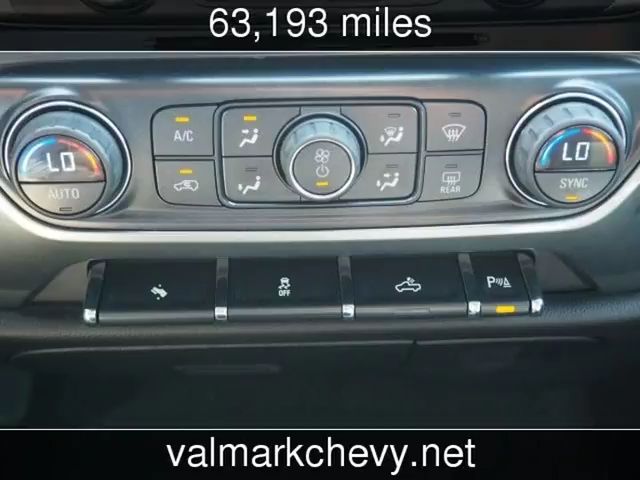 63,193 miles
LO
A/C
LO
AUTO
REAR
SYNC
OFF
P
valmarkchevy.net